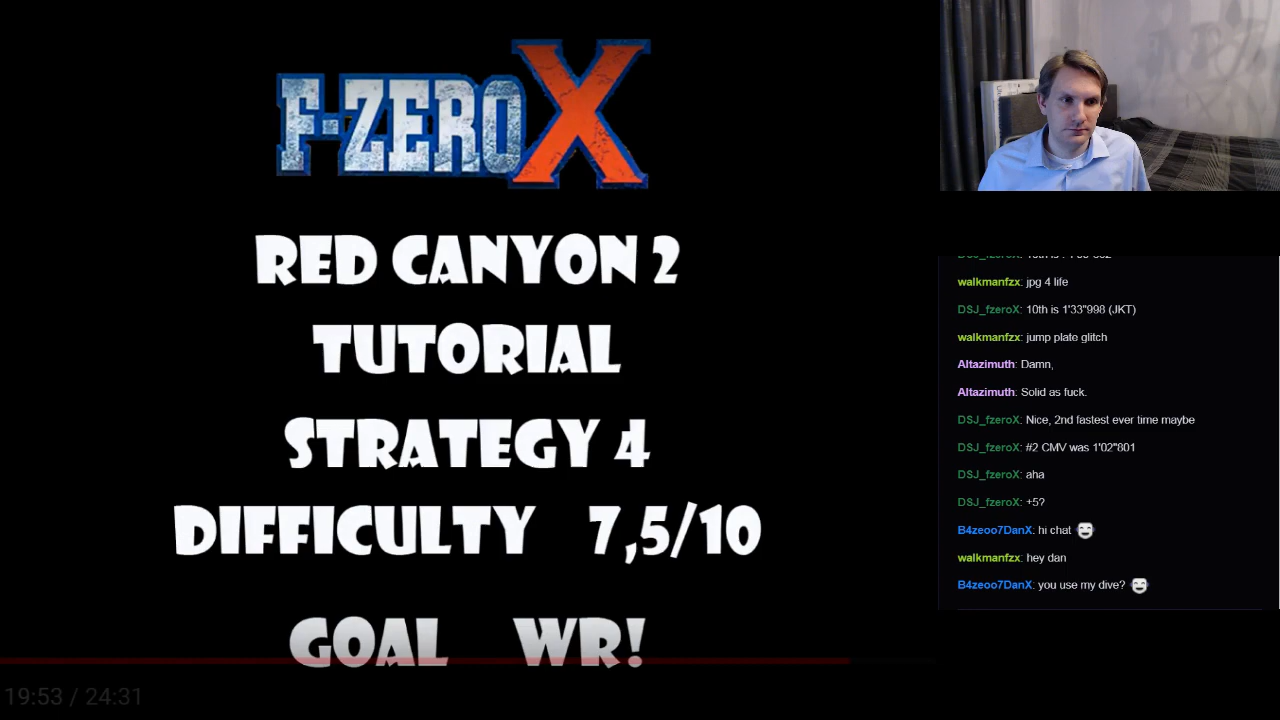 F-ZERO X
RED CANYON 2
TUTORIAL
STRATEGY 4
DIFFICULTY 7,5/10
GOAL WR!
19:53 / 24:31
walkmanfzx: jpg 4 life
DSJ_fzeroX: 10th is 1'33"998 (JKT)
walkmanfzx: jump plate glitch
Altazimuth: Damn,
Altazimuth: Solid as fuck.
DSJ_fzeroX: Nice, 2nd fastest ever time maybe
DSJ_fzeroX: #2 CMV was 1'02"801
DSJ_fzeroX: aha
DSJ_fzeroX: +5?
B4zeoo7DanX: hi chat
walkmanfzx: hey dan
B4zeoo7DanX: you use my dive?